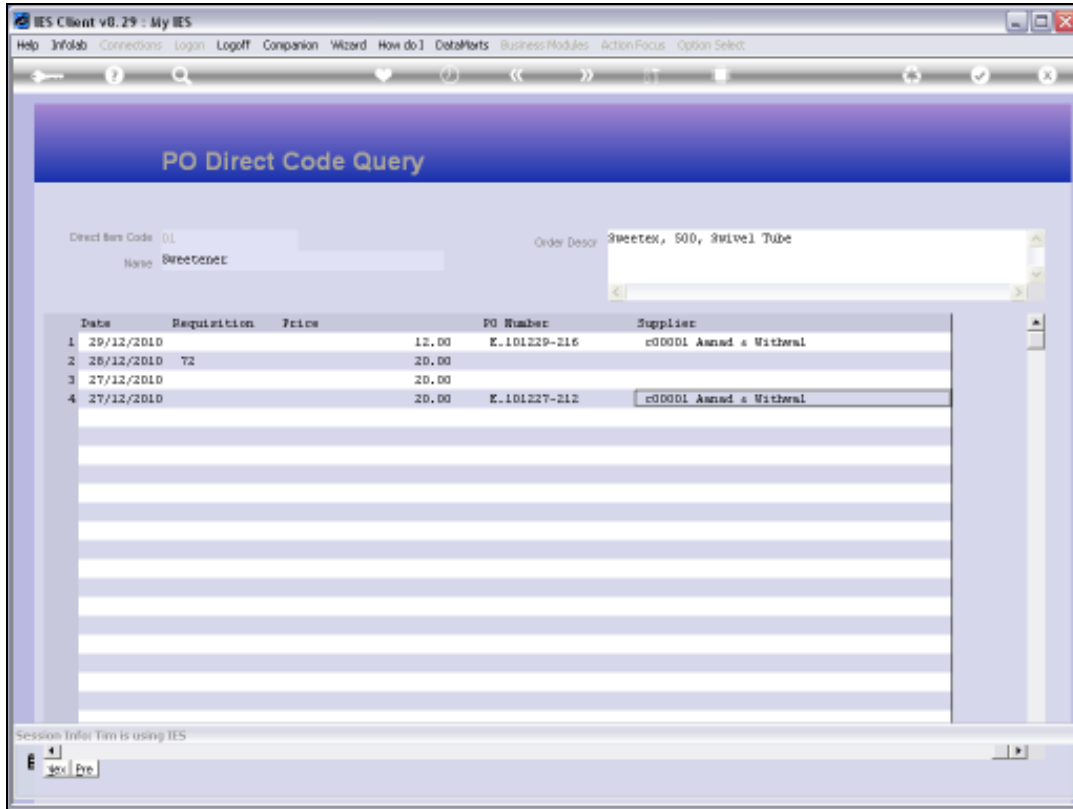 IES Client v8.29 : My IES
Help Infolab Connections Logon Logoff Companion Wizard How do I DataMarts Business Modules Action Focus Option Select
PO Direct Code Query
Direct Item Code 01 Order Descr Sweetex, 500, Swivel Tube
Name Sweetener
Date Requisition Price PO Number Supplier
1 29/12/2010 12.00 K.101229-216 c00001 Annad & Withwal
2 28/12/2010 72 20.00
3 27/12/2010 20.00
4 27/12/2010 20.00 K.101227-212 c00001 Annad & Withwal
Session Info: Tim is using IES
Pre